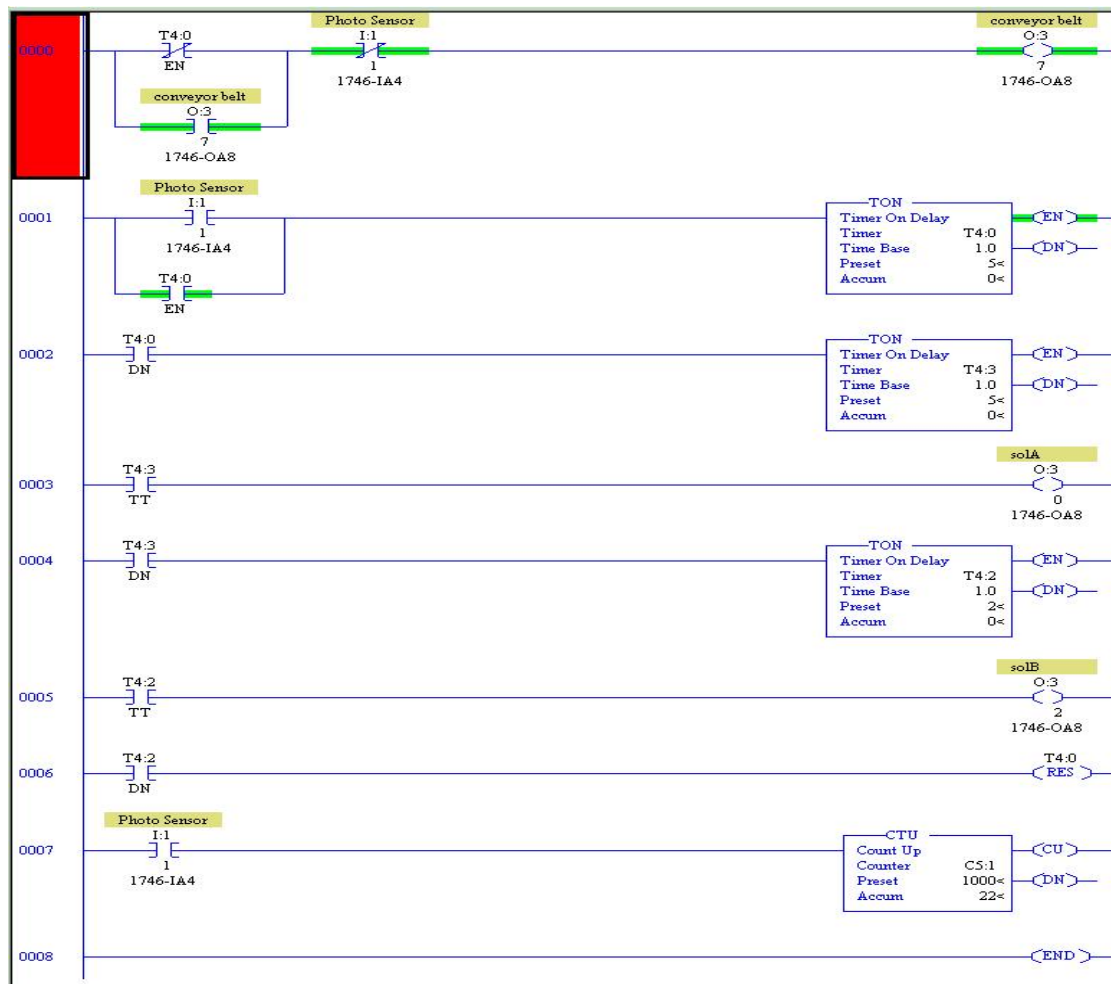 Photo Sensor
conveyor belt
T4:0
I:1
O:3
0000
EN
1
7
1746-IA4
1746-OA8
conveyor belt
O:3
7
1746-OA8
Photo Sensor
I:1
TON
0001
EN
1
Timer On Delay
1746-IA4
Timer T4:0
Time Base 1.0
DN
T4:0
Preset 5<
Accum 0<
EN
T4:0
TON
0002
EN
DN
Timer On Delay
Timer T4:3
Time Base 1.0
DN
Preset 5<
Accum 0<
solA
T4:3
O:3
0003
TT
0
1746-OA8
T4:3
TON
0004
EN
DN
Timer On Delay
Timer T4:2
Time Base 1.0
DN
Preset 2<
Accum 0<
solB
T4:2
O:3
0005
TT
2
1746-OA8
T4:2
T4:0
0006
RES
DN
Photo Sensor
I:1
CTU
0007
CU
1
Count Up
1746-IA4
Counter C5:1
Preset 1000<
DN
Accum 22<
0008
END